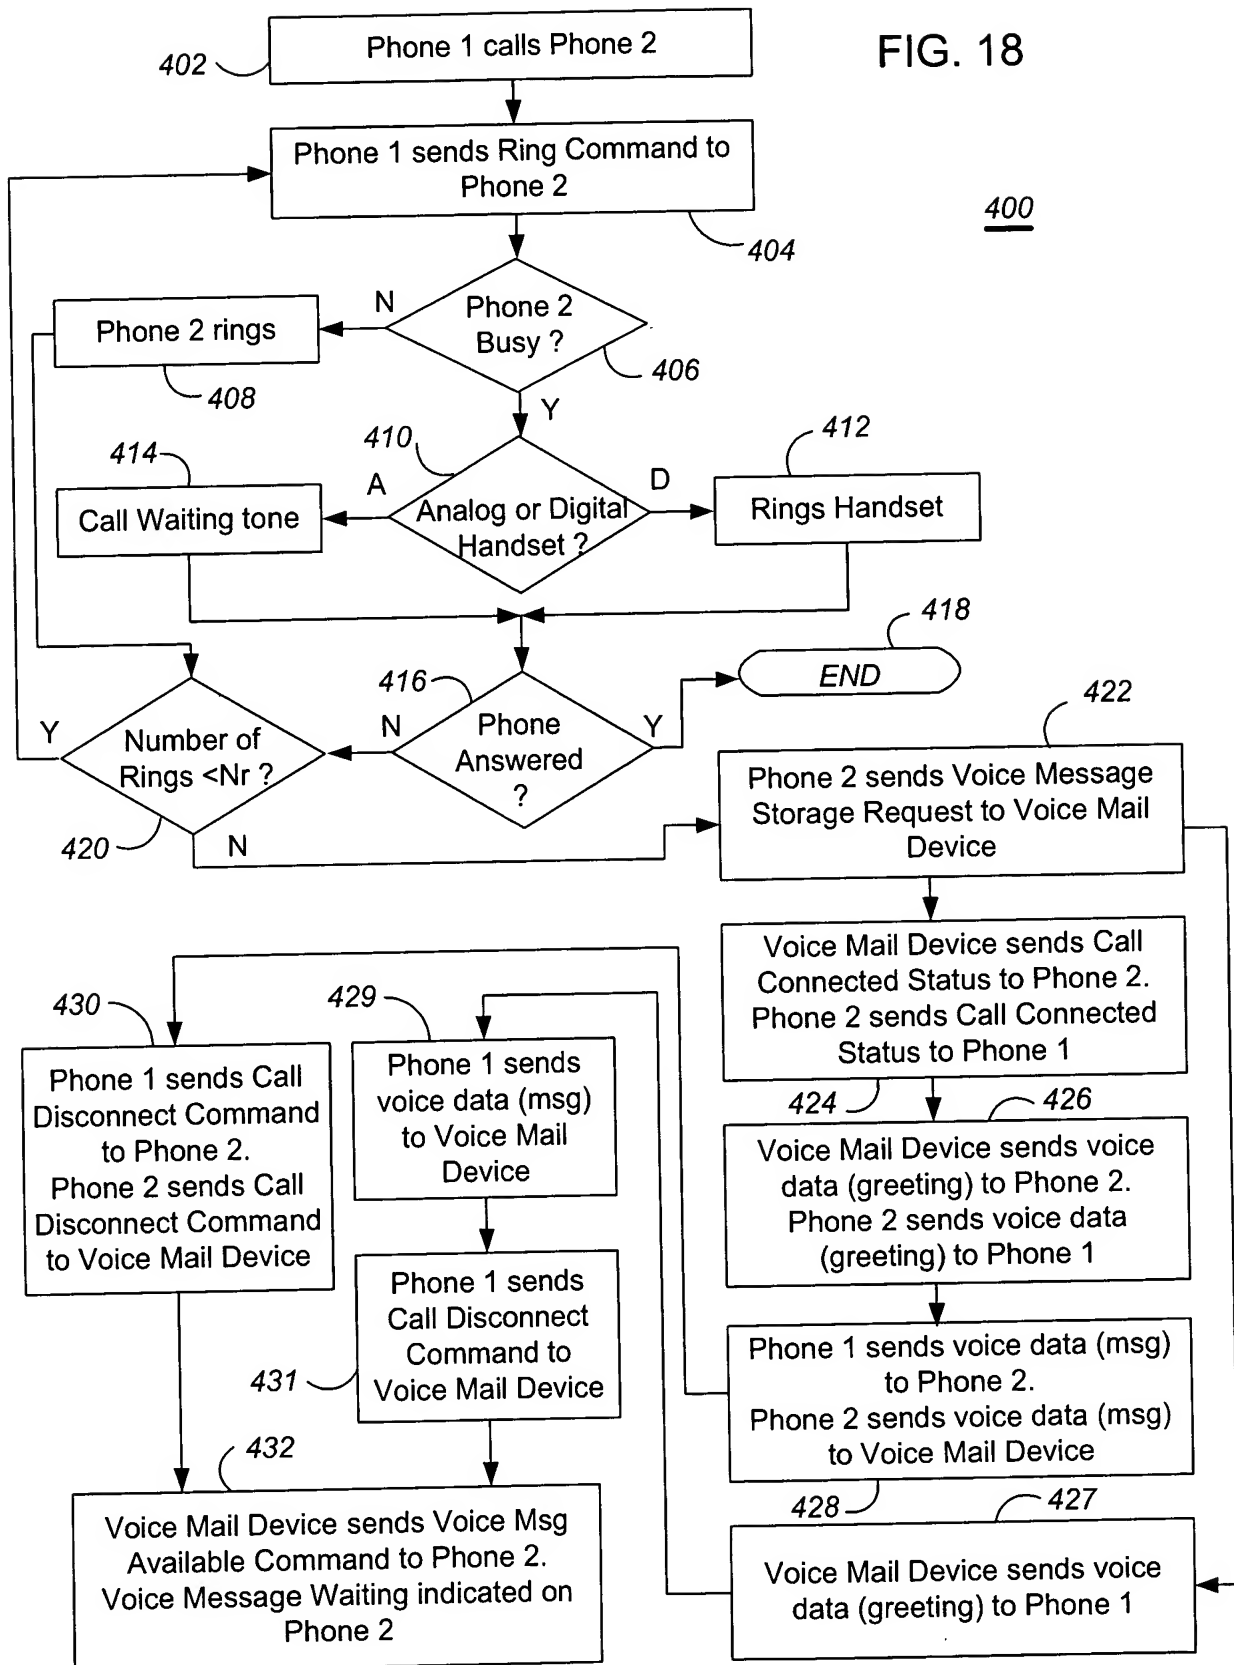 FIG. 18
400
Phone 1 calls Phone 2
402
Phone 1 sends Ring Command to
Phone 2
404
Phone 2
Busy ?
406
N
Y
Phone 2 rings
408
410
Analog or Digital
Handset ?
A
D
412
Rings Handset
414
Call Waiting tone
416
Phone
Answered
?
N
Y
418
END
Number of
Rings <Nr ?
420
Y
N
422
Phone 2 sends Voice Message
Storage Request to Voice Mail
Device
Voice Mail Device sends Call
Connected Status to Phone 2.
Phone 2 sends Call Connected
Status to Phone 1
424
426
Voice Mail Device sends voice
data (greeting) to Phone 2.
Phone 2 sends voice data
(greeting) to Phone 1
Phone 1 sends voice data (msg)
to Phone 2.
Phone 2 sends voice data (msg)
to Voice Mail Device
428
427
Voice Mail Device sends voice
data (greeting) to Phone 1
429
Phone 1 sends
voice data (msg)
to Voice Mail
Device
430
Phone 1 sends Call
Disconnect Command
to Phone 2.
Phone 2 sends Call
Disconnect Command
to Voice Mail Device
Phone 1 sends
Call Disconnect
Command to
Voice Mail Device
431
432
Voice Mail Device sends Voice Msg
Available Command to Phone 2.
Voice Message Waiting indicated on
Phone 2